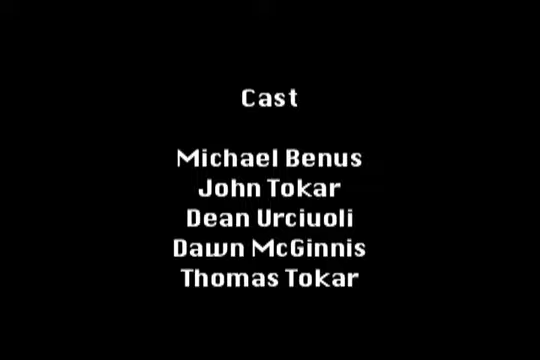 Cast
Michael Benus
John Tokar
Dean Urciuoli
Dawn McGinnis
Thomas Tokar